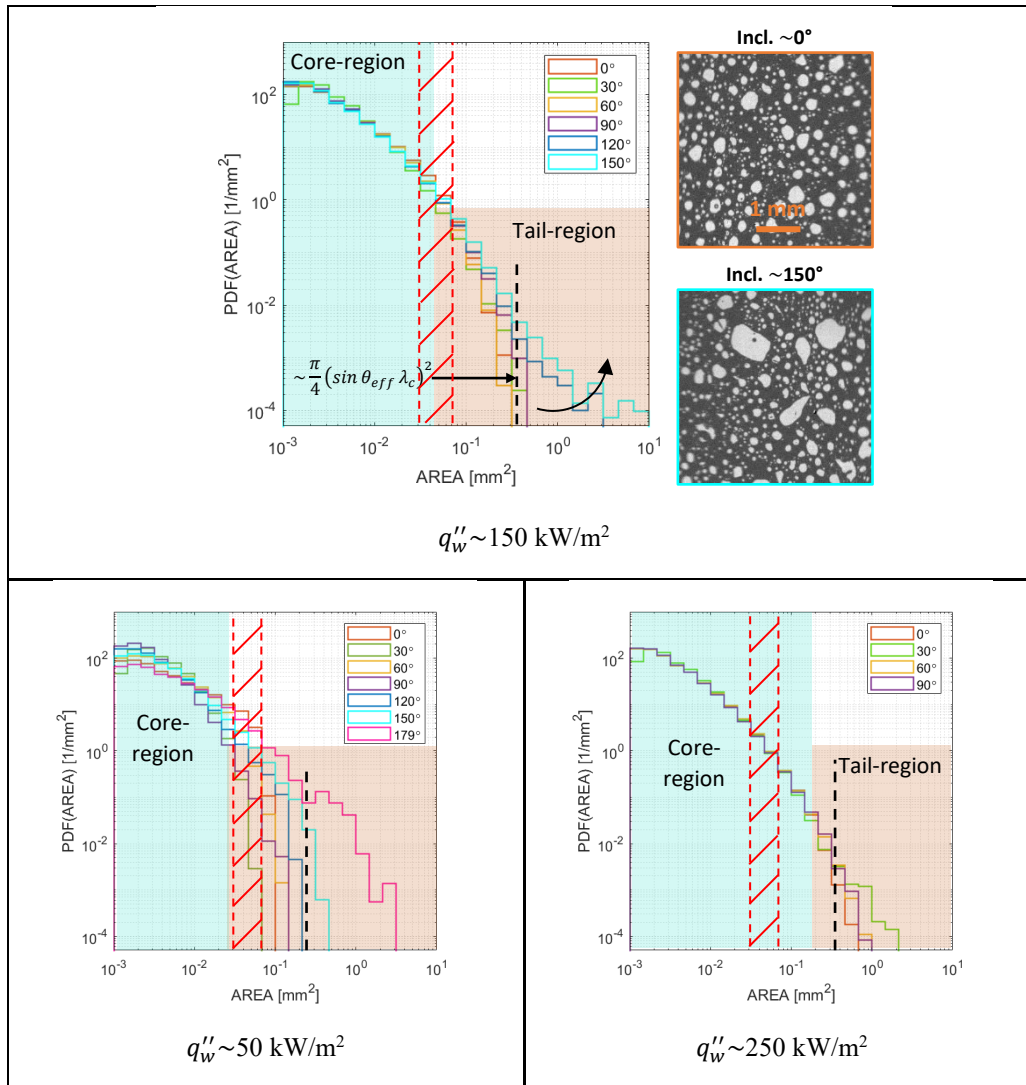 Incl. ~0°
Core-region
0°
30°
60°
90°
120°
150°
10²
10⁰
10⁻²
10⁻⁴
PDF(AREA) [1/mm²]
Tail-region
1 mm
Incl. ~150°
~ π/4 (sin θ_eff λ_c)²
10⁻³
10⁻²
10⁻¹
10⁰
10¹
AREA [mm²]
q''_w~150 kW/m²
0°
30°
60°
90°
120°
150°
179°
10²
10⁰
10⁻²
10⁻⁴
PDF(AREA) [1/mm²]
Core-
region
10⁻³
10⁻²
10⁻¹
10⁰
10¹
AREA [mm²]
q''_w~50 kW/m²
0°
30°
60°
90°
10²
10⁰
10⁻²
10⁻⁴
PDF(AREA) [1/mm²]
Core-
region
Tail-region
10⁻³
10⁻²
10⁻¹
10⁰
10¹
AREA [mm²]
q''_w~250 kW/m²